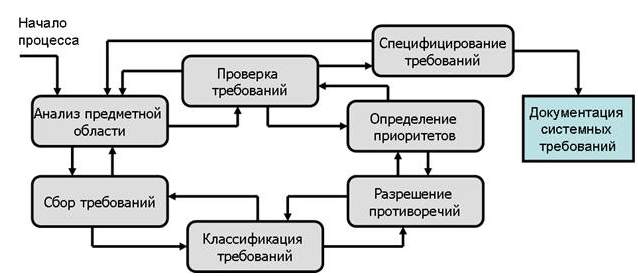 Начало
процесса
Специфицирование
требований
Проверка
требований
Анализ предметной
области
Определение
приоритетов
Документация
системных
требований
Сбор требований
Разрешение
противоречий
Классификация
требований